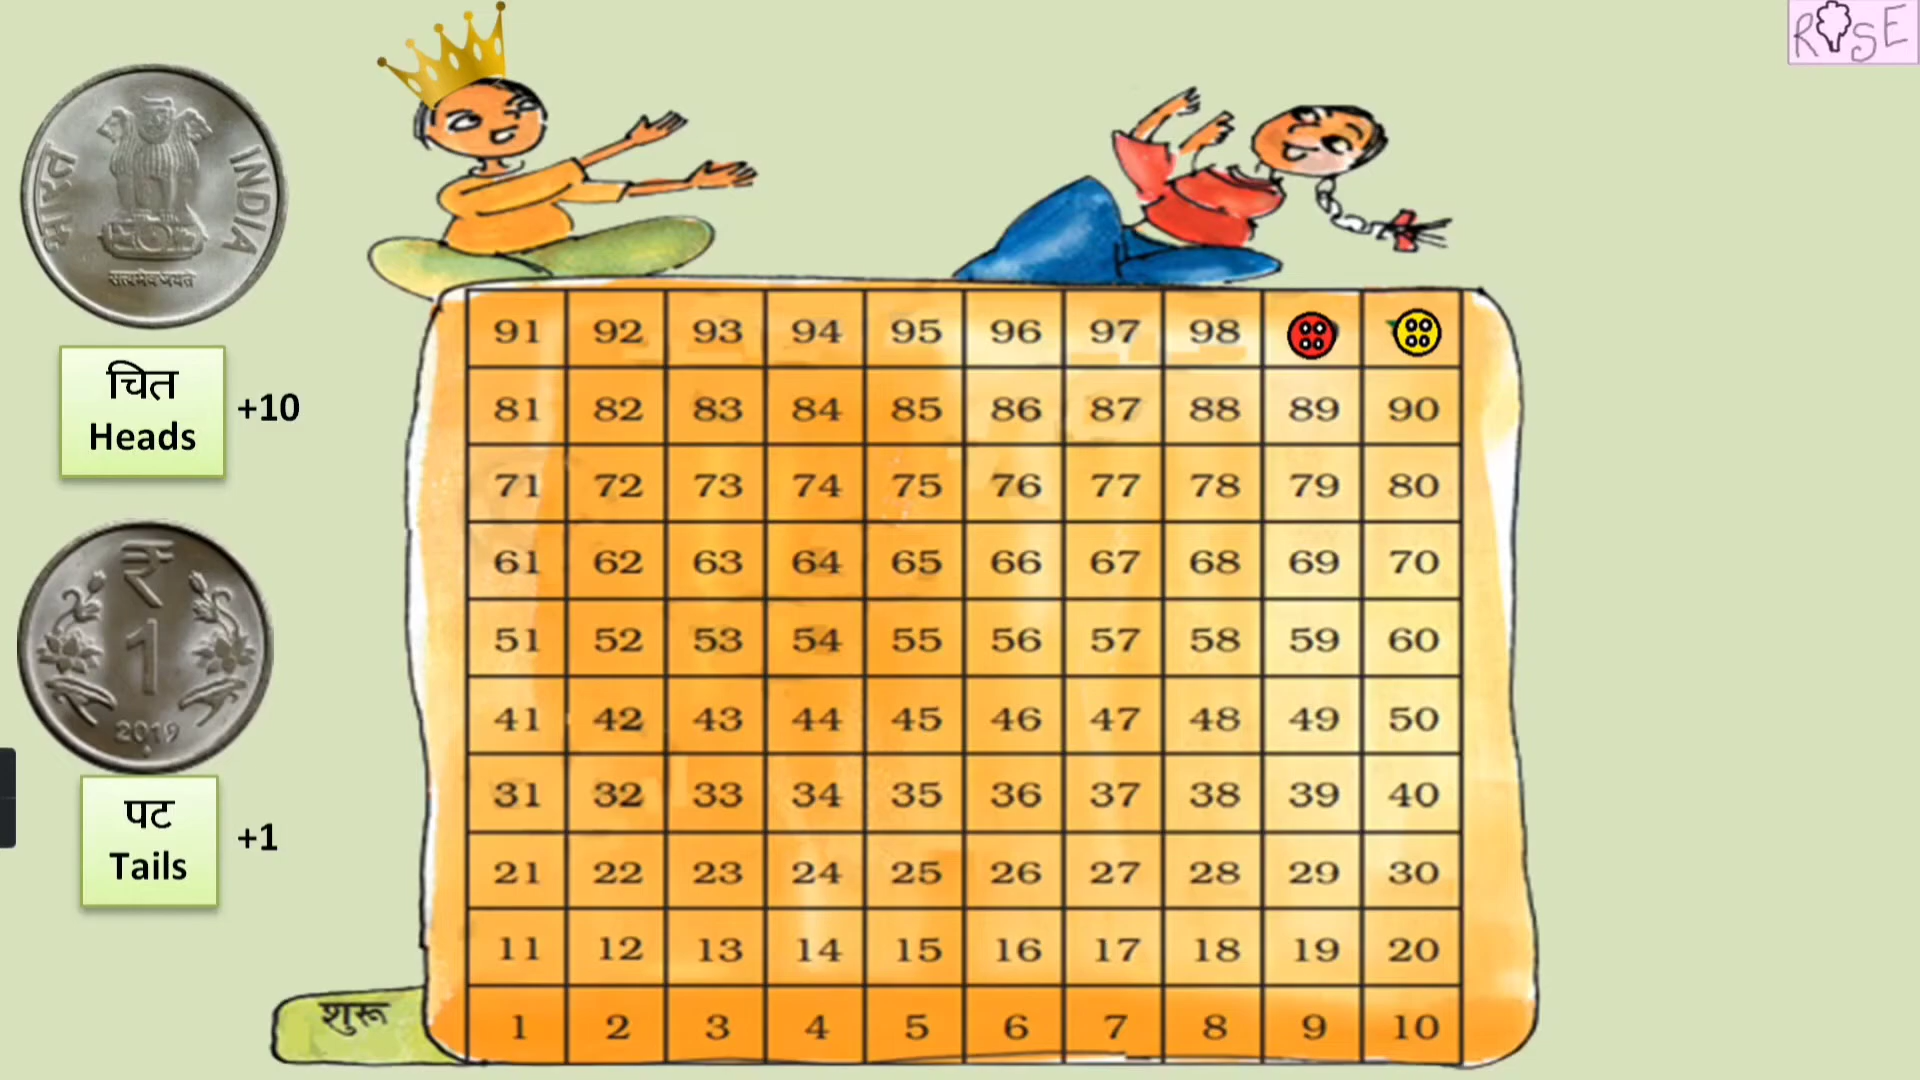 R SE
भारत
INDIA
सत्यमेव जयते
चित
Heads
+10
₹
1
2019
पट
Tails
+1
91 92 93 94 95 96 97 98
81 82 83 84 85 86 87 88 89 90
71 72 73 74 75 76 77 78 79 80
61 62 63 64 65 66 67 68 69 70
51 52 53 54 55 56 57 58 59 60
41 42 43 44 45 46 47 48 49 50
31 32 33 34 35 36 37 38 39 40
21 22 23 24 25 26 27 28 29 30
11 12 13 14 15 16 17 18 19 20
शुरू
1 2 3 4 5 6 7 8 9 10